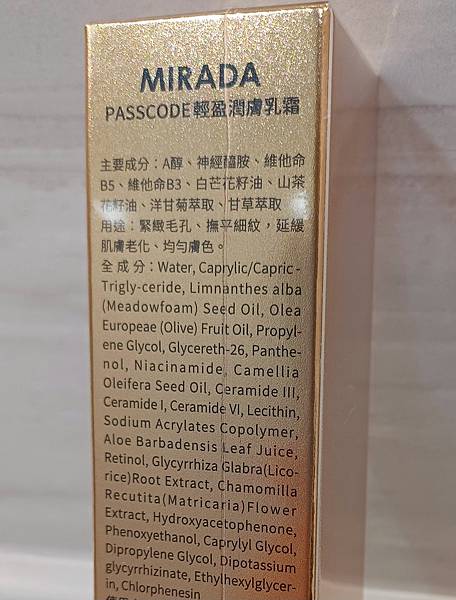 MIRADA
PASSCODE輕盈潤膚乳霜
主要成分：A醇、神經醯胺、維他命
B5、維他命B3、白芒花籽油、山茶
花籽油、洋甘菊萃取、甘草萃取
用途：緊緻毛孔、撫平細紋，延緩
肌膚老化、均勻膚色。
全成分：Water, Caprylic/Capric-
Trigly-ceride, Limnanthes alba
(Meadowfoam) Seed Oil, Olea
Europeae (Olive) Fruit Oil, Propyl-
ene Glycol, Glycereth-26, Panthe-
nol, Niacinamide, Camellia
Oleifera Seed Oil, Ceramide III,
Ceramide I, Ceramide VI, Lecithin,
Sodium Acrylates Copolymer,
Aloe Barbadensis Leaf Juice,
Retinol, Glycyrrhiza Glabra(Lico-
rice)Root Extract, Chamomilla
Recutita(Matricaria)Flower
Extract, Hydroxyacetophenone,
Phenoxyethanol, Caprylyl Glycol,
Dipropylene Glycol, Dipotassium
glycyrrhizinate, Ethylhexylglycer-
in, Chlorphenesin